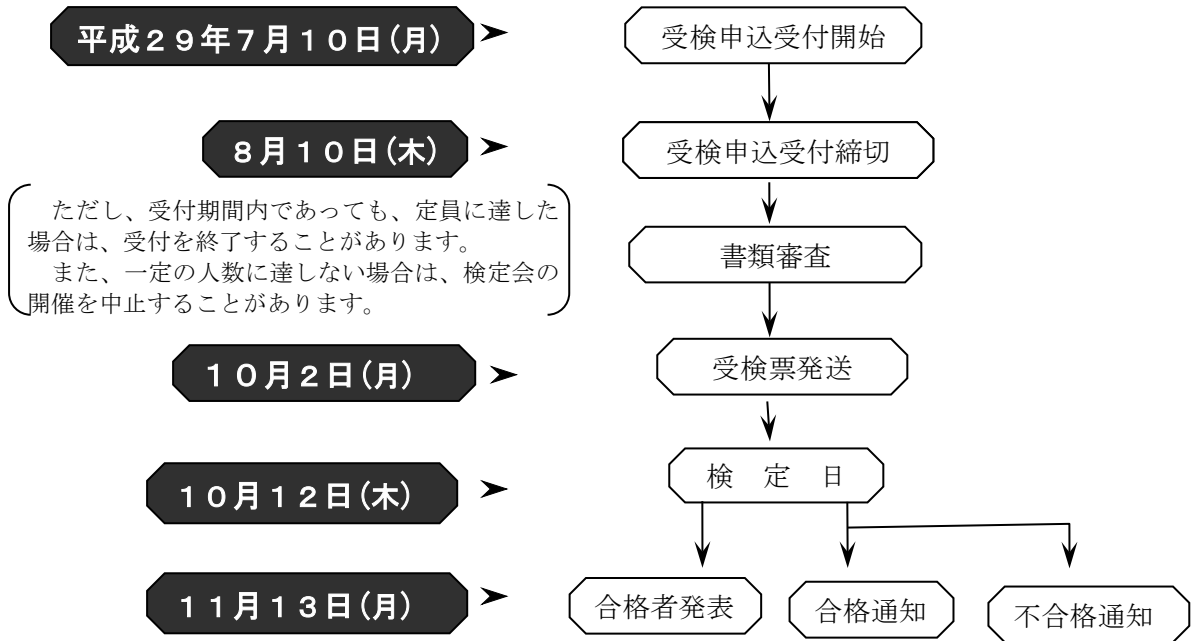 平成２９年７月１０日(月)
受検申込受付開始
８月１０日(木)
受検申込受付締切
　ただし、受付期間内であっても、定員に達した
場合は、受付を終了することがあります。
　また、一定の人数に達しない場合は、検定会の
開催を中止することがあります。
書類審査
１０月２日(月)
受検票発送
１０月１２日(木)
検　定　日
１１月１３日(月)
合格者発表
合格通知
不合格通知